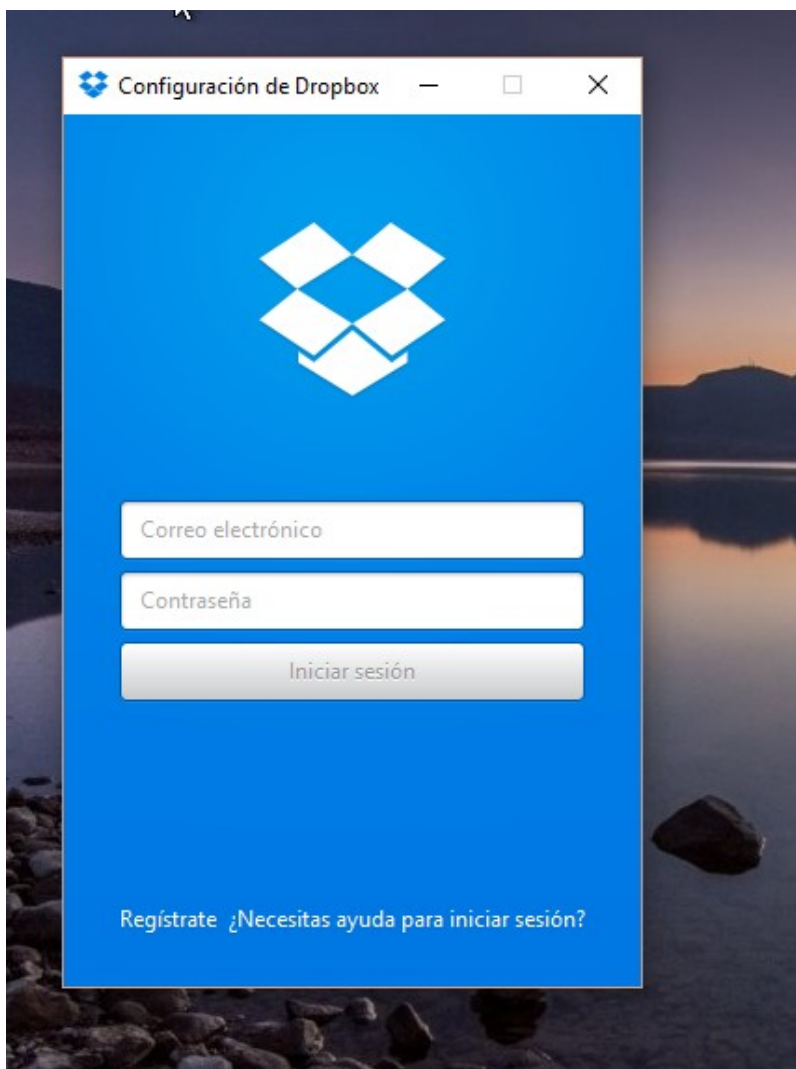 Configuración de Dropbox
Correo electrónico
Contraseña
Iniciar sesión
Regístrate ¿Necesitas ayuda para iniciar sesión?